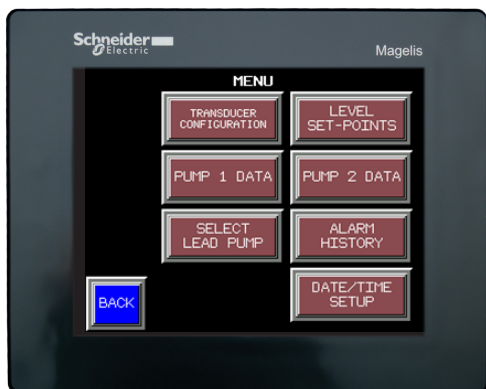 Schneider
Electric
Magelis
MENU
TRANSDUCER
CONFIGURATION
LEVEL
SET-POINTS
PUMP 1 DATA
PUMP 2 DATA
SELECT
LEAD PUMP
ALARM
HISTORY
DATE/TIME
SETUP
BACK